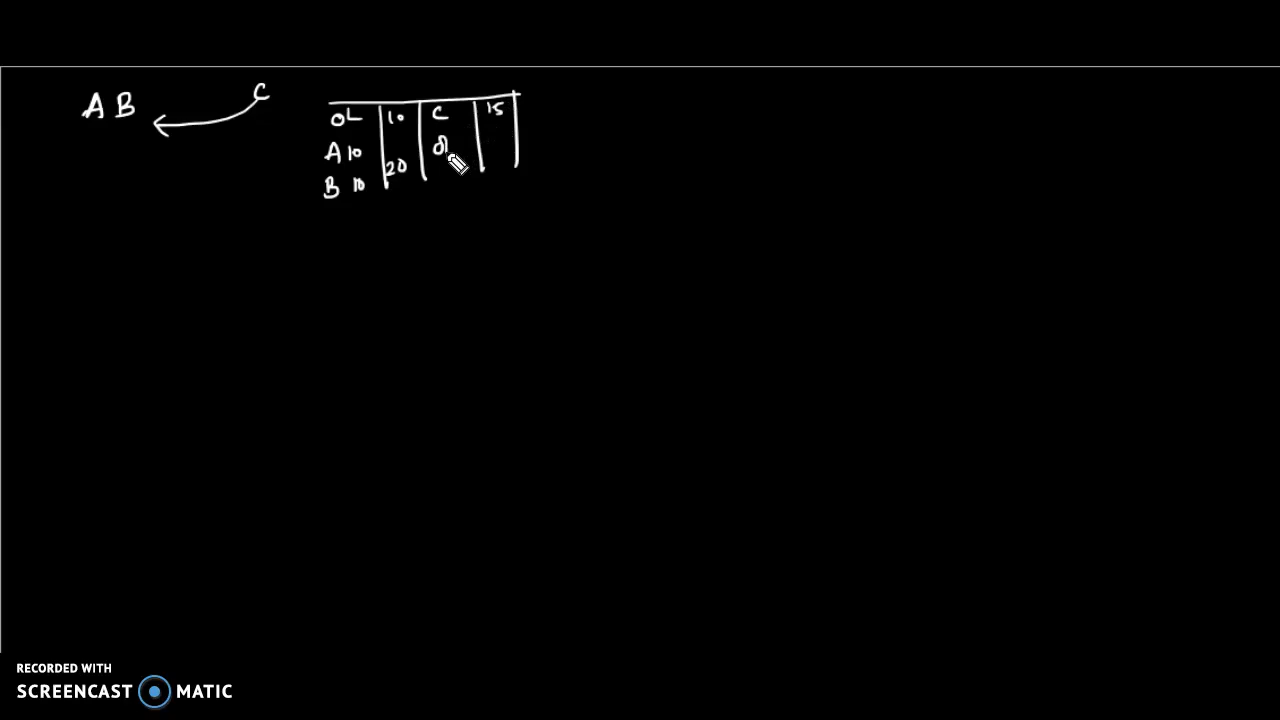 A B C
OL 10 C 15
A 10
20
B 10
RECORDED WITH
SCREENCAST MATIC